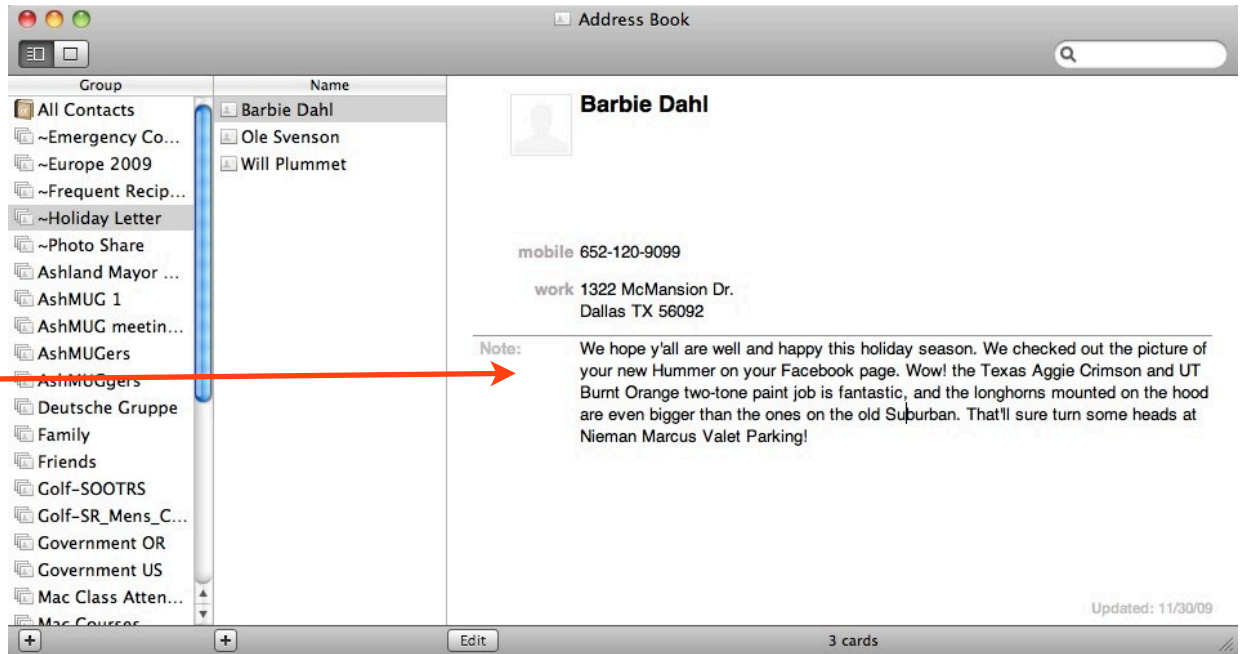 Address Book
Group
Name
All Contacts
~Emergency Co...
~Europe 2009
~Frequent Recip...
~Holiday Letter
~Photo Share
Ashland Mayor ...
AshMUG 1
AshMUG meetin...
AshMUGers
AshMUGgers
Deutsche Gruppe
Family
Friends
Golf-SOOTRS
Golf-SR_Mens_C...
Government OR
Government US
Mac Class Atten...
Mac Courses
Barbie Dahl
Ole Svenson
Will Plummet
Barbie Dahl
mobile 652-120-9099
work 1322 McMansion Dr.
Dallas TX 56092
Note: We hope y'all are well and happy this holiday season. We checked out the picture of
your new Hummer on your Facebook page. Wow! the Texas Aggie Crimson and UT
Burnt Orange two-tone paint job is fantastic, and the longhorns mounted on the hood
are even bigger than the ones on the old Suburban. That'll sure turn some heads at
Nieman Marcus Valet Parking!
Updated: 11/30/09
Edit
3 cards